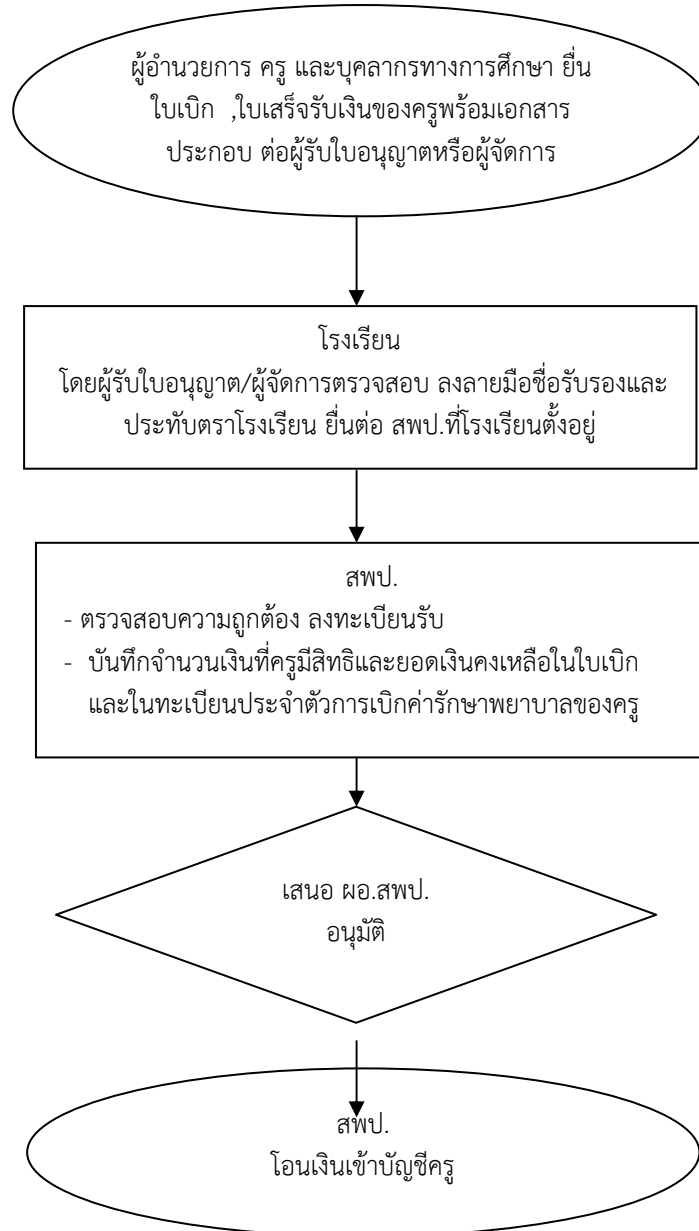 ผู้อำนวยการ ครู และบุคลากรทางการศึกษา ยื่น
ใบเบิก ,ใบเสร็จรับเงินของครูพร้อมเอกสาร
ประกอบ ต่อผู้รับใบอนุญาตหรือผู้จัดการ
โรงเรียน
โดยผู้รับใบอนุญาต/ผู้จัดการตรวจสอบ ลงลายมือชื่อรับรองและ
ประทับตราโรงเรียน ยื่นต่อ สพป.ที่โรงเรียนตั้งอยู่
สพป.
- ตรวจสอบความถูกต้อง ลงทะเบียนรับ
- บันทึกจำนวนเงินที่ครูมีสิทธิและยอดเงินคงเหลือในใบเบิก
และในทะเบียนประจำตัวการเบิกค่ารักษาพยาบาลของครู
เสนอ ผอ.สพป.
อนุมัติ
สพป.
โอนเงินเข้าบัญชีครู